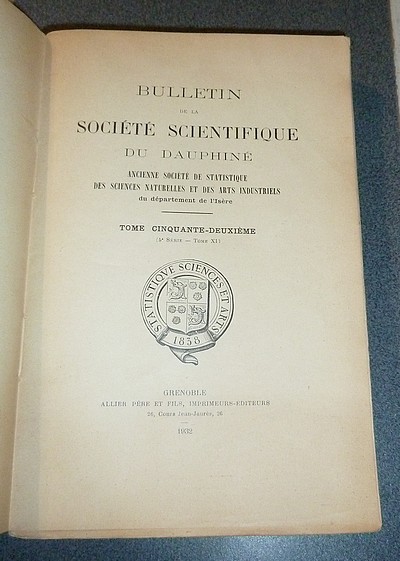 BULLETIN
DE LA
SOCIÉTÉ SCIENTIFIQUE
DU DAUPHINÉ
ANCIENNE SOCIÉTÉ DE STATISTIQUE
DES SCIENCES NATURELLES ET DES ARTS INDUSTRIELS
du département de l'Isère
TOME CINQUANTE-DEUXIÈME
(5e SÉRIE — TOME XI)
STATISTIQVE SCIENCES ET ARTS
1838
GRENOBLE
ALLIER PÈRE ET FILS, IMPRIMEURS-ÉDITEURS
26, COURS JEAN-JAURÈS, 26
1932